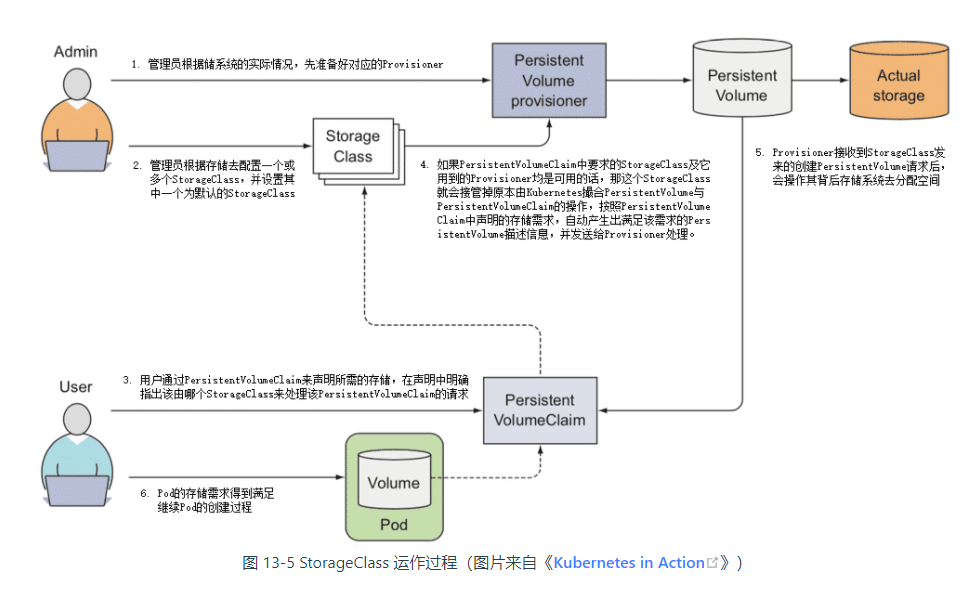 Admin
1. 管理员根据储系统的实际情况，先准备好对应的Provisioner
Persistent
Volume
provisioner
Persistent
Volume
Actual
storage
Storage
Class
2. 管理员根据存储去配置一个或
多个StorageClass，并设置其
中一个为默认的StorageClass
4. 如果PersistentVolumeClaim中要求的StorageClass及它
用到的Provisioner均是可用的话，那这个StorageClass
就会接管掉原本由Kubernetes撮合PersistentVolume与
PersistentVolumeClaim的操作，按照PersistentVolume
Claim中声明的存储需求，自动产生出满足该需求的Pers
istentVolume描述信息，并发送给Provisioner处理。
5. Provisioner接收到StorageClass发
来的创建PersistentVolume请求后，
会操作其背后存储系统去分配空间
User
3. 用户通过PersistentVolumeClaim来声明所需的存储，在声明中明确
指出该由哪个StorageClass来处理该PersistentVolumeClaim的请求
Persistent
VolumeClaim
6. Pod的存储需求得到满足
继续Pod的创建过程
Volume
Pod
图 13-5 StorageClass 运作过程（图片来自《Kubernetes in Action》）